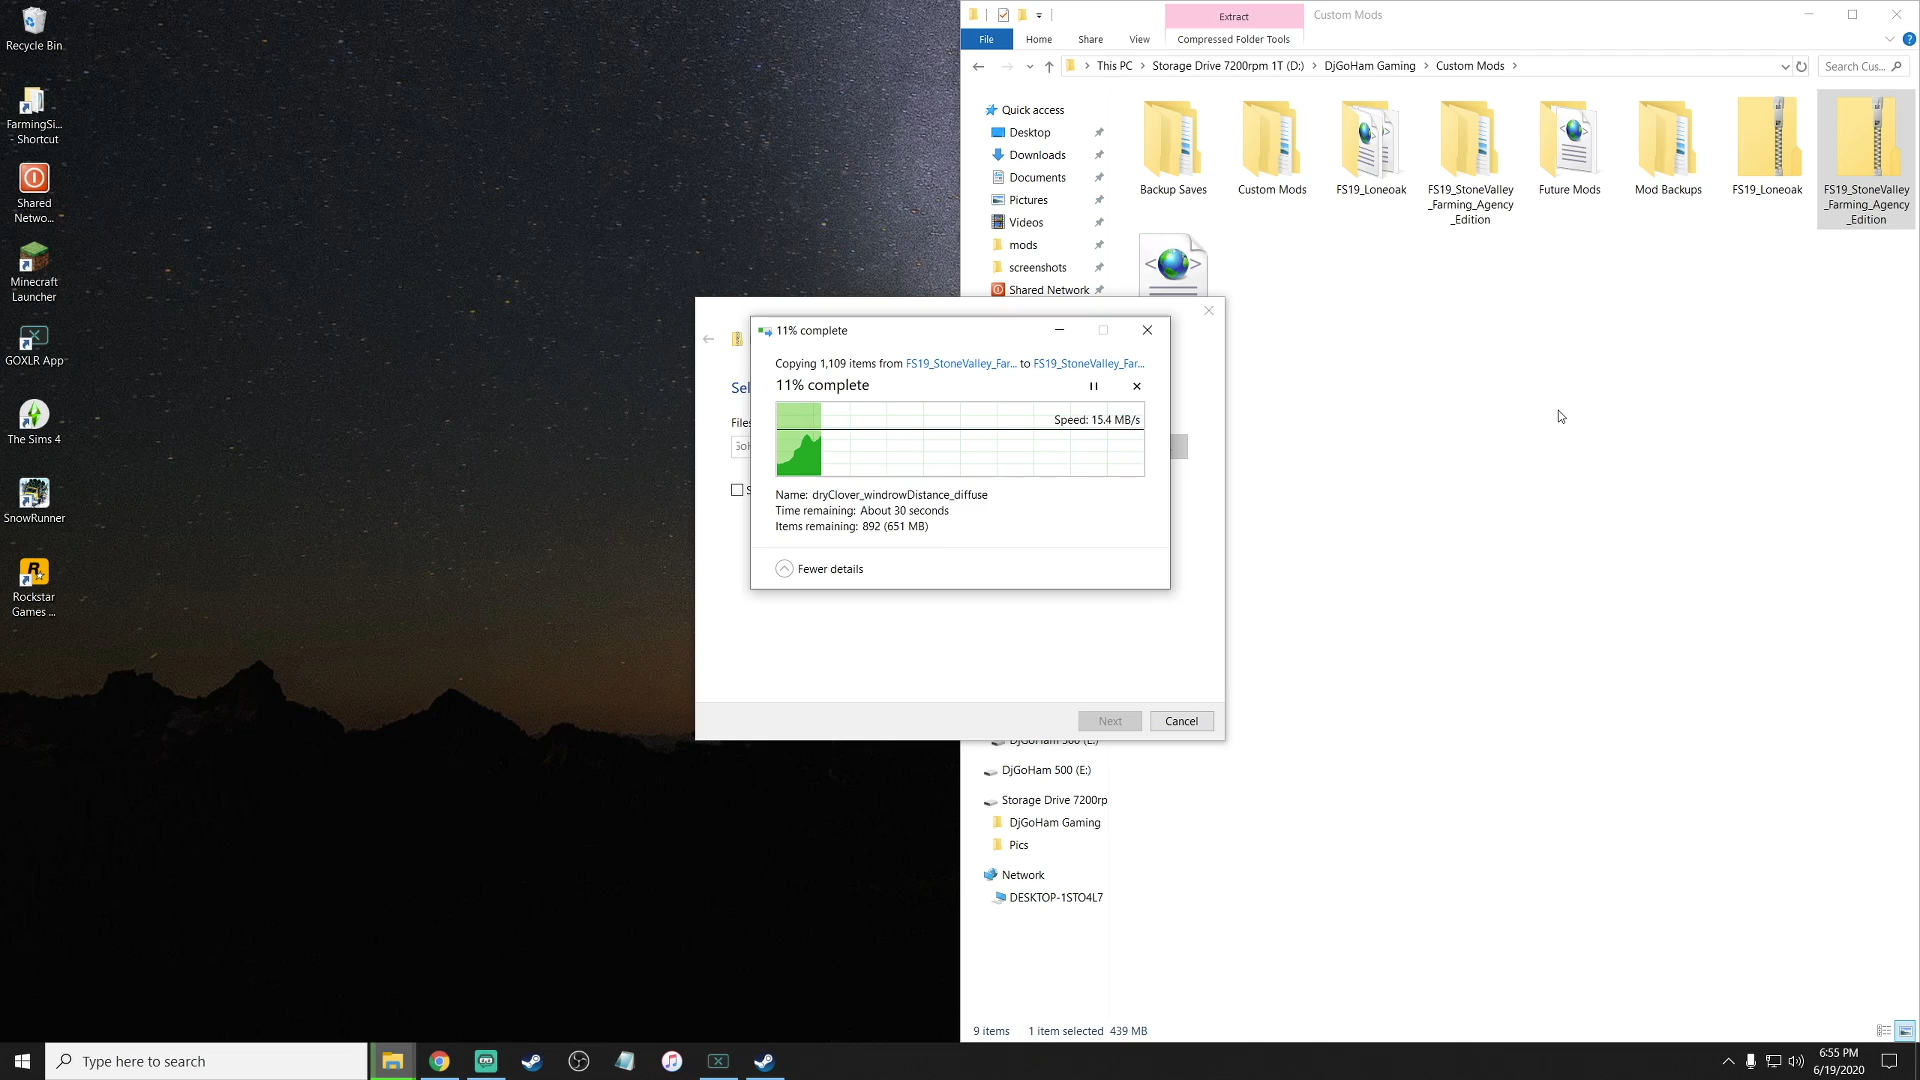 Recycle Bin
FarmingSi...
- Shortcut
Shared
Netwo...
Minecraft
Launcher
GOXLR App
The Sims 4
SnowRunner
Rockstar
Games ...
Extract
Custom Mods
File
Home
Share
View
Compressed Folder Tools
This PC
Storage Drive 7200rpm 1T (D:)
DjGoHam Gaming
Custom Mods
Search Cus...
Quick access
Desktop
Downloads
Documents
Pictures
Videos
mods
screenshots
Shared Network
Backup Saves
Custom Mods
FS19_Loneoak
FS19_StoneValley
_Farming_Agency
_Edition
Future Mods
Mod Backups
FS19_Loneoak
FS19_StoneValley
_Farming_Agency
_Edition
Sel
Files
11% complete
Copying 1,109 items from FS19_StoneValley_Far... to FS19_StoneValley_Far...
11% complete
Speed: 15.4 MB/s
Name: dryClover_windrowDistance_diffuse
Time remaining: About 30 seconds
Items remaining: 892 (651 MB)
Fewer details
Next
Cancel
DjGoHam 500 (E:)
DjGoHam 500 (E:)
Storage Drive 7200rp
DjGoHam Gaming
Pics
Network
DESKTOP-1STO4L7
9 items
1 item selected 439 MB
Type here to search
6:55 PM
6/19/2020